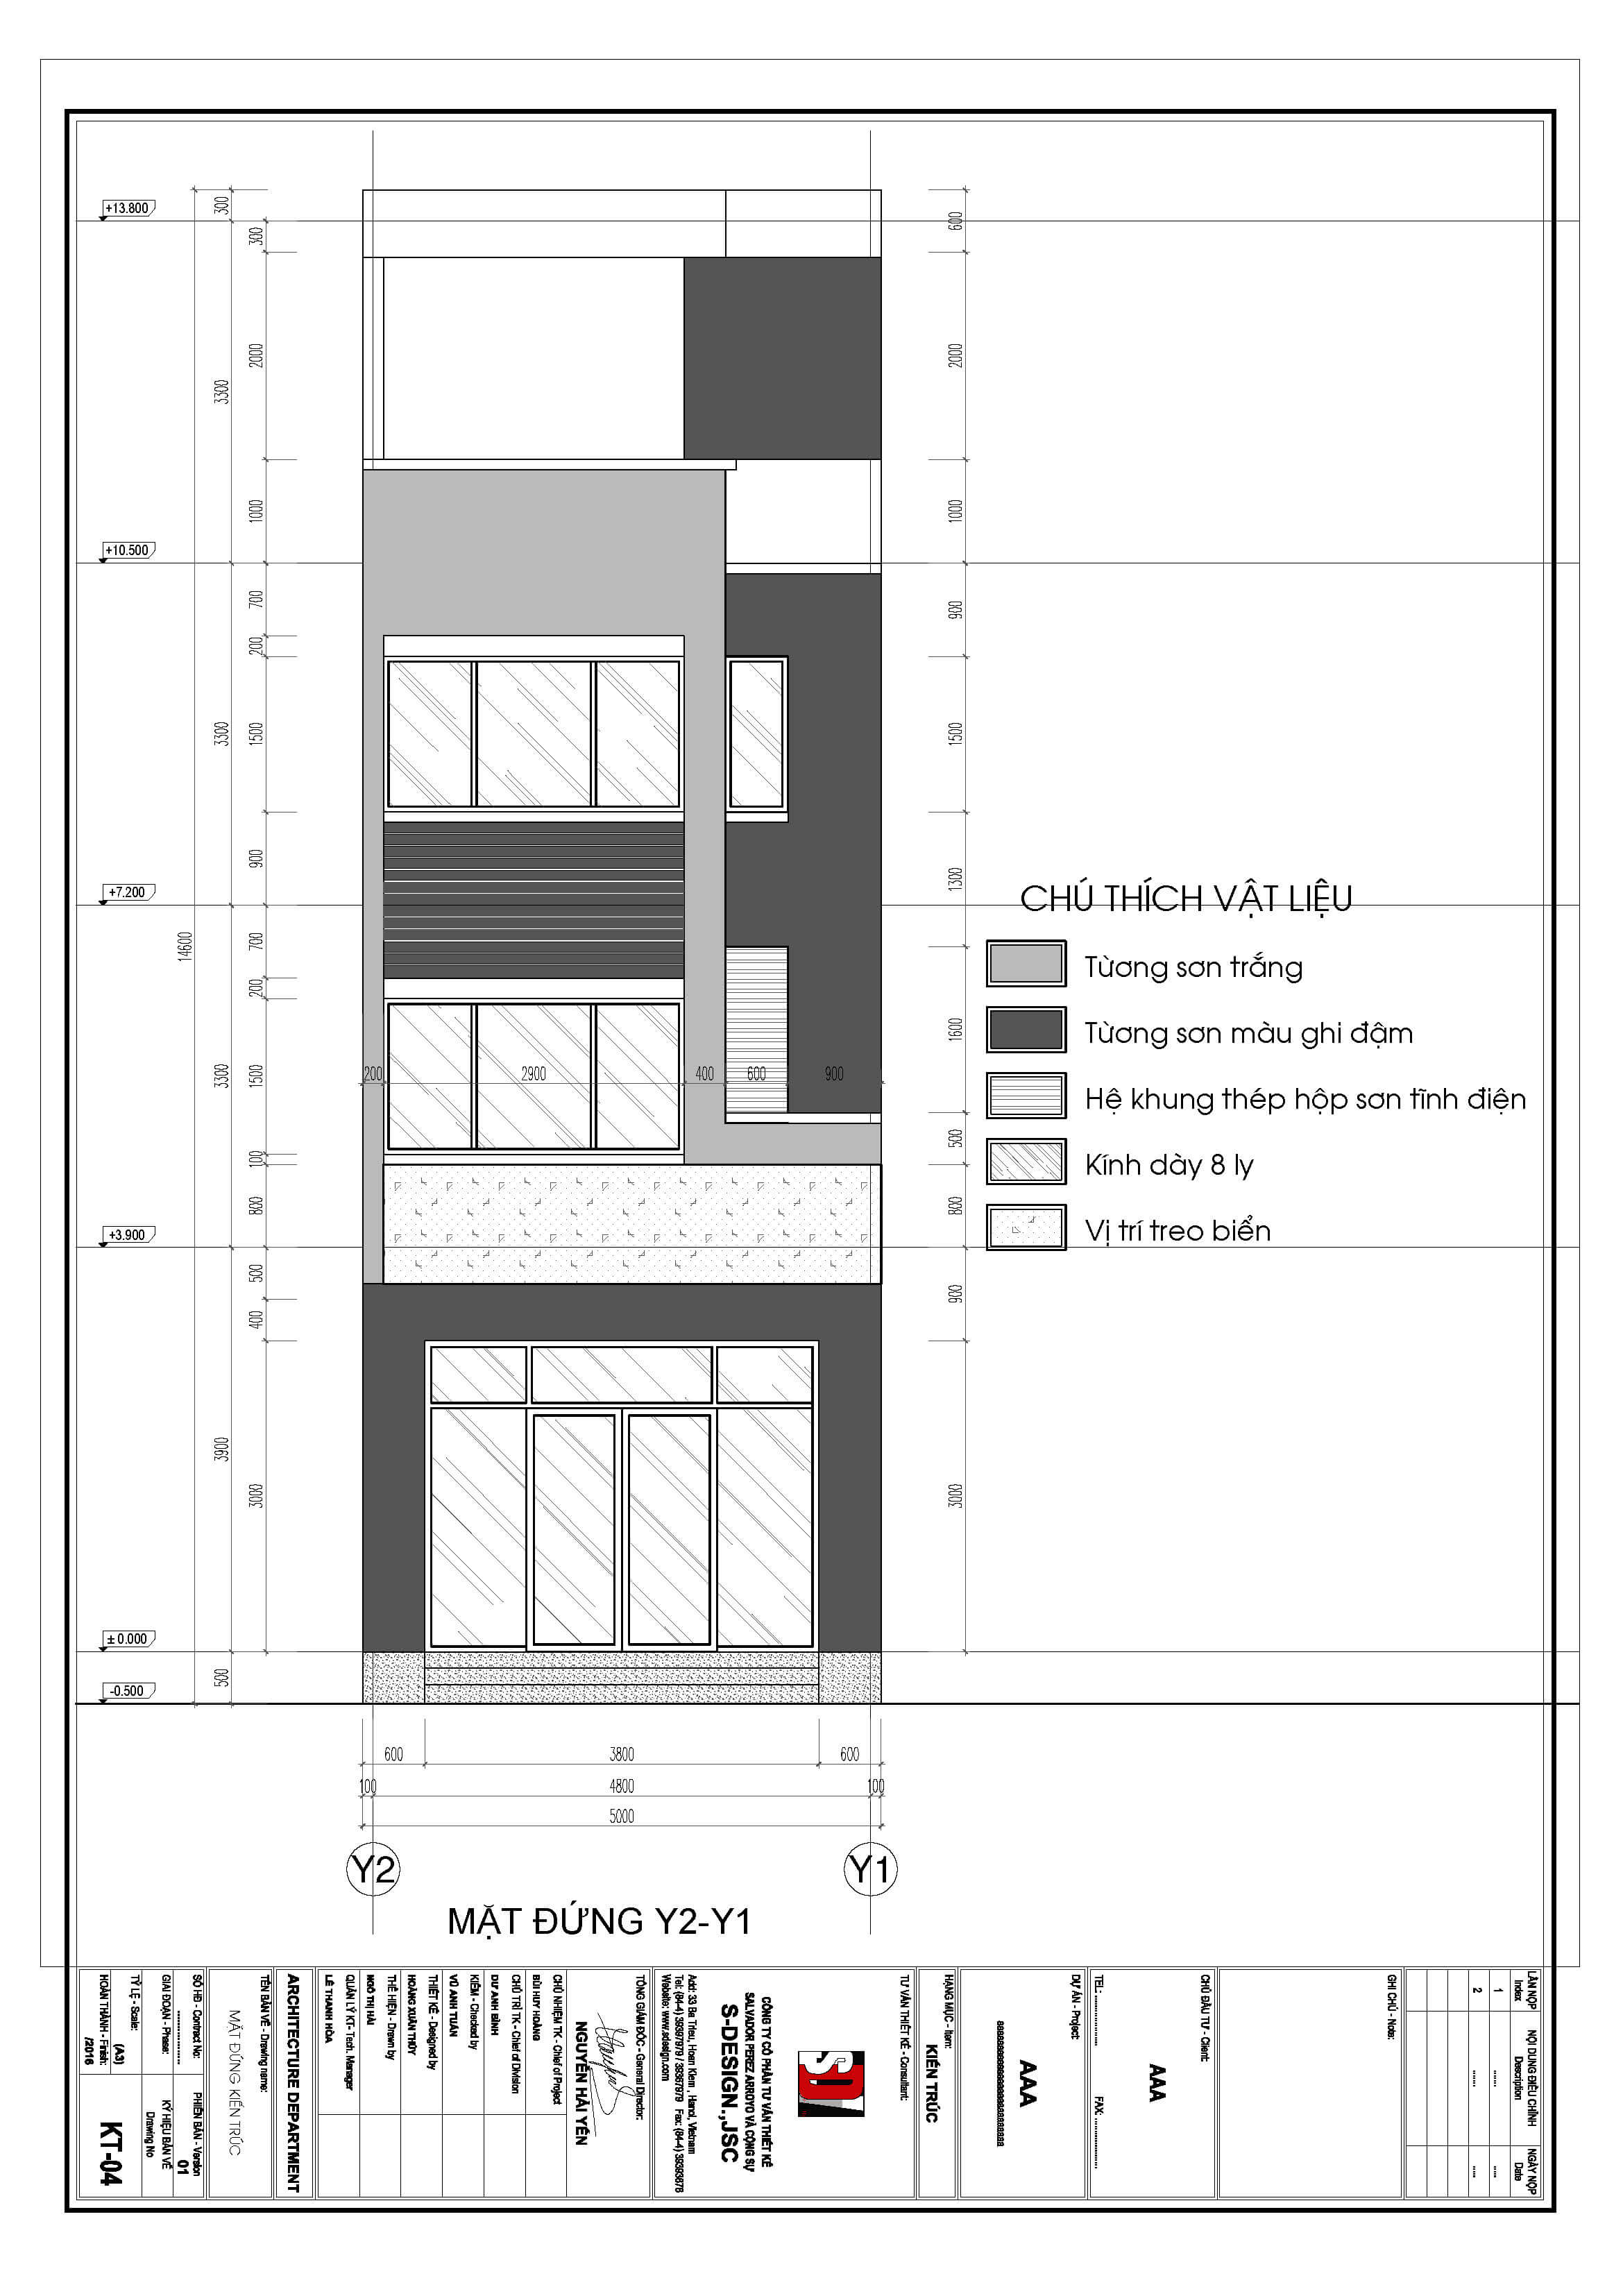 +13.800
300
300
600
2000
3300
2000
1000
1000
+10.500
700
900
200
3300
1500
1500
900
1300
+7.200
14600
700
200
1600
3300
1500
200
2900
400
600
900
100
500
800
800
+3.900
500
900
400
3900
3000
3000
± 0.000
500
-0.500
600
3800
600
100
4800
100
5000
Y2
Y1
MẶT ĐỨNG Y2-Y1
CHÚ THÍCH VẬT LIỆU
Từơng sơn trắng
Từơng sơn màu ghi đậm
Hệ khung thép hộp sơn tĩnh điện
Kính dày 8 ly
Vị trí treo biển
LẦN NỘP
Index
NỘI DUNG ĐIỀU CHỈNH
Description
NGÀY NỘP
Date
1 ...... .....
2 ...... .....
GHI CHÚ - Note:
CHỦ ĐẦU TƯ - Client:
AAA
TEL: .................. FAX: ..................
DỰ ÁN - Project:
AAA
HẠNG MỤC - Item:
KIẾN TRÚC
TƯ VẤN THIẾT KẾ - Consultant:
CÔNG TY CỔ PHẦN TƯ VẤN THIẾT KẾ
SALVADOR PEREZ ARROYO VÀ CỘNG SỰ
S-DESIGN.,JSC
Add: 33 Ba Trieu, Hoan Kiem , Hanoi, Vietnam
Tel: (84-4) 39397979 / 39367979 Fax: (84-4) 39393678
Website: www.sdesign.com
TỔNG GIÁM ĐỐC - General Director:
NGUYỄN HẢI YẾN
CHỦ NHIỆM TK - Chief of Project
BÙI HUY HOÀNG
CHỦ TRÌ TK - Chief of Division
DƯ ANH BÌNH
KIỂM - Checked by
VŨ ANH TUẤN
THIẾT KẾ - Designed by
HOÀNG XUÂN THỦY
THỂ HIỆN - Drawn by
NGÔ THỊ HẢI
QUẢN LÝ KT- Tech. Manager
LÊ THANH HÒA
ARCHITECTURE DEPARTMENT
TÊN BẢN VẼ - Drawing name:
MẶT ĐỨNG KIẾN TRÚC
SỐ HĐ - Contract No:
PHIÊN BẢN - Version
01
GIAI ĐOẠN - Phase:
KÝ HIỆU BẢN VẼ
Drawing No
TỶ LỆ - Scale:
(A3)
HOÀN THÀNH - Finish:
/2016
KT-04